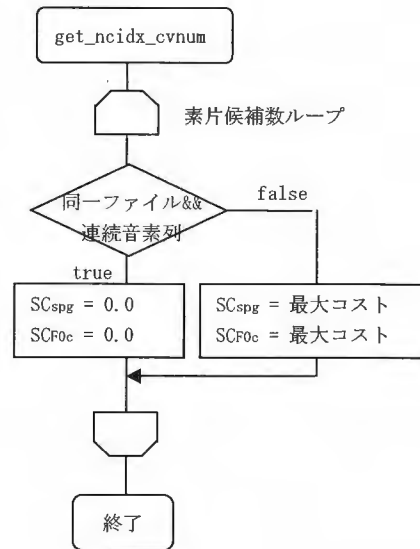 get_ncidx_cvnum
素片候補数ループ
同一ファイル&&
連続音素列
false
true
SCspg = 0.0
SCF0c = 0.0
SCspg = 最大コスト
SCF0c = 最大コスト
終了